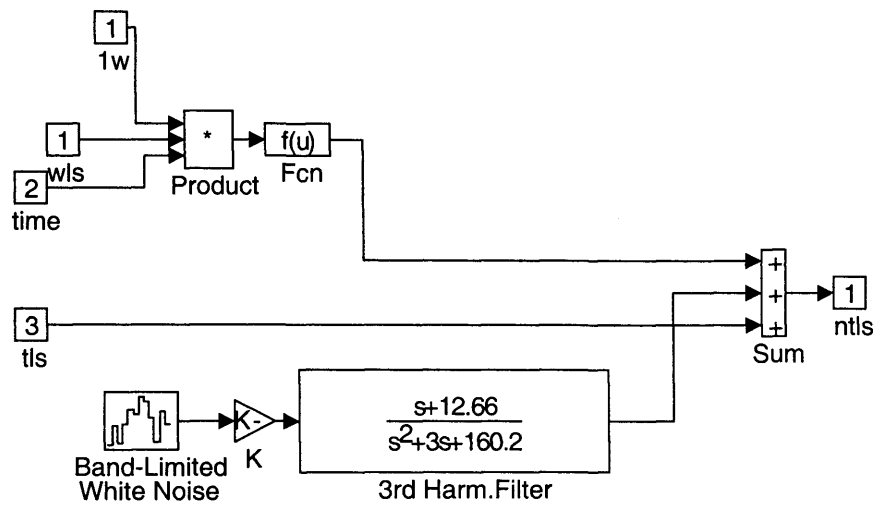 1
1w
1
wls
2
time
*
Product
f(u)
Fcn
3
tls
+
+
+
Sum
1
ntls
Band-Limited
White Noise
K-
K
s+12.66
s²+3s+160.2
3rd Harm.Filter